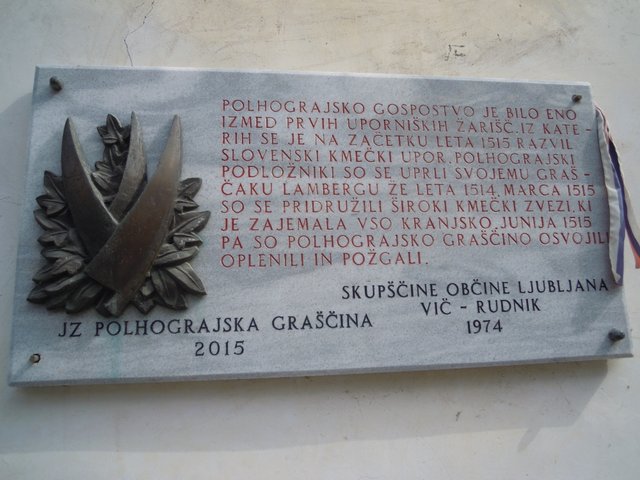 POLHOGRAJSKO GOSPOSTVO JE BILO ENO
IZMED PRVIH UPORNIŠKIH ŽARIŠČ, IZ KATE-
RIH SE JE NA ZAČETKU LETA 1515 RAZVIL
SLOVENSKI KMEČKI UPOR. POLHOGRAJSKI
PODLOŽNIKI SO SE UPRLI SVOJEMU GRAŠ-
ČAKU LAMBERGU ŽE LETA 1514. MARCA 1515
SO SE PRIDRUŽILI ŠIROKI KMEČKI ZVEZI, KI
JE ZAJEMALA VSO KRANJSKO, JUNIJA 1515
PA SO POLHOGRAJSKO GRAŠČINO OSVOJILI
OPLENILI IN POŽGALI.
SKUPŠČINE OBČINE LJUBLJANA
VIČ - RUDNIK
1974
JZ POLHOGRAJSKA GRAŠČINA
2015